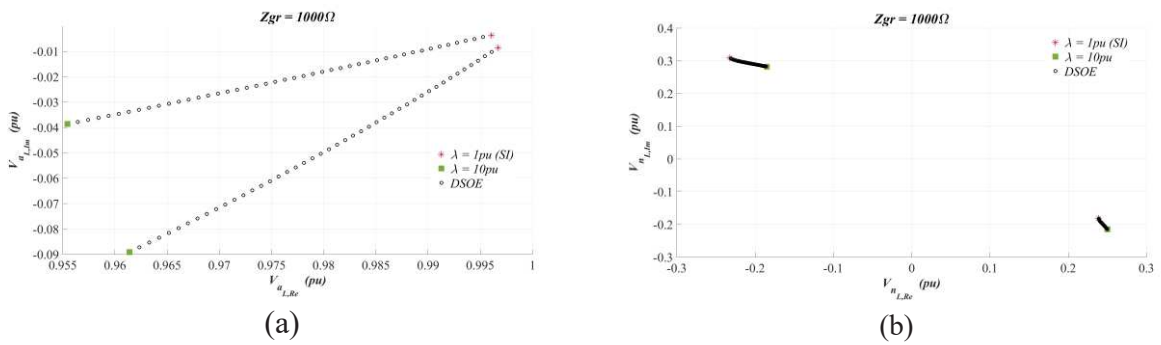 Zgr = 1000Ω
-0.01
-0.02
-0.03
-0.04
-0.05
-0.06
-0.07
-0.08
-0.09
V_{a_{L,Im}} (pu)
λ = 1pu (SI)
λ = 10pu
DSOE
0.955 0.96 0.965 0.97 0.975 0.98 0.985 0.99 0.995 1
V_{a_{L,Re}} (pu)
(a)
Zgr = 1000Ω
0.4
0.3
0.2
0.1
0
-0.1
-0.2
-0.3
V_{n_{L,Im}} (pu)
λ = 1pu (SI)
λ = 10pu
DSOE
-0.3 -0.2 -0.1 0 0.1 0.2 0.3
V_{n_{L,Re}} (pu)
(b)